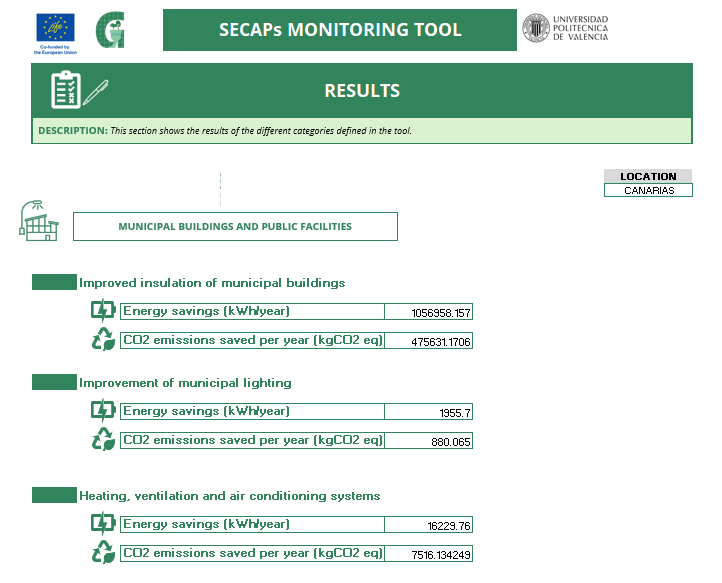 Life
Co-funded by
the European Union
SECAPs MONITORING TOOL
UNIVERSIDAD
POLITECNICA
DE VALENCIA
RESULTS
DESCRIPTION: This section shows the results of the different categories defined in the tool.
LOCATION
CANARIAS
MUNICIPAL BUILDINGS AND PUBLIC FACILITIES
Improved insulation of municipal buildings
Energy savings (kWh/year) 1056958.157
CO2 emissions saved per year (kgCO2 eq) 475631.1706
Improvement of municipal lighting
Energy savings (kWh/year) 1955.7
CO2 emissions saved per year (kgCO2 eq) 880.065
Heating, ventilation and air conditioning systems
Energy savings (kWh/year) 16229.76
CO2 emissions saved per year (kgCO2 eq) 7516.134249